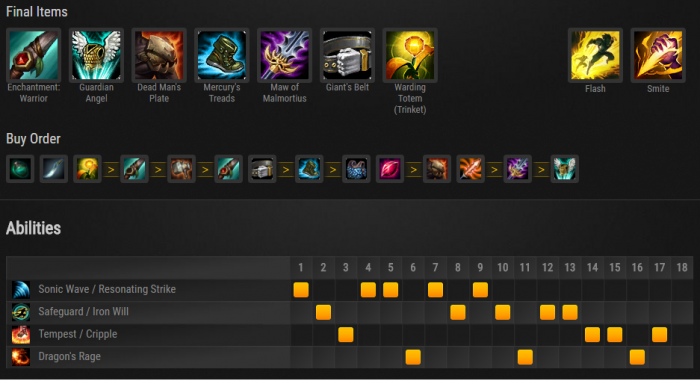 Final Items
Enchantment: Warrior
Guardian Angel
Dead Man's Plate
Mercury's Treads
Maw of Malmortius
Giant's Belt
Warding Totem (Trinket)
Flash
Smite
Buy Order
> > > > > > > >
Abilities
1 2 3 4 5 6 7 8 9 10 11 12 13 14 15 16 17 18
Sonic Wave / Resonating Strike
Safeguard / Iron Will
Tempest / Cripple
Dragon's Rage